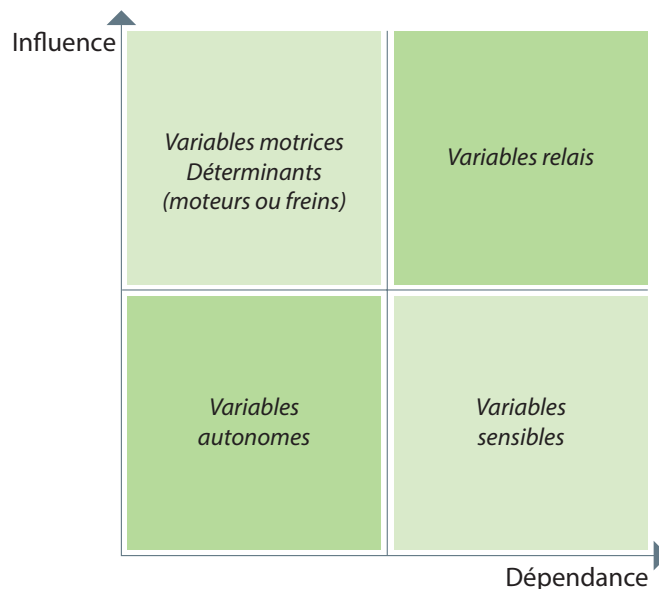 Influence
Variables motrices
Déterminants
(moteurs ou freins)
Variables relais
Variables
autonomes
Variables
sensibles
Dépendance